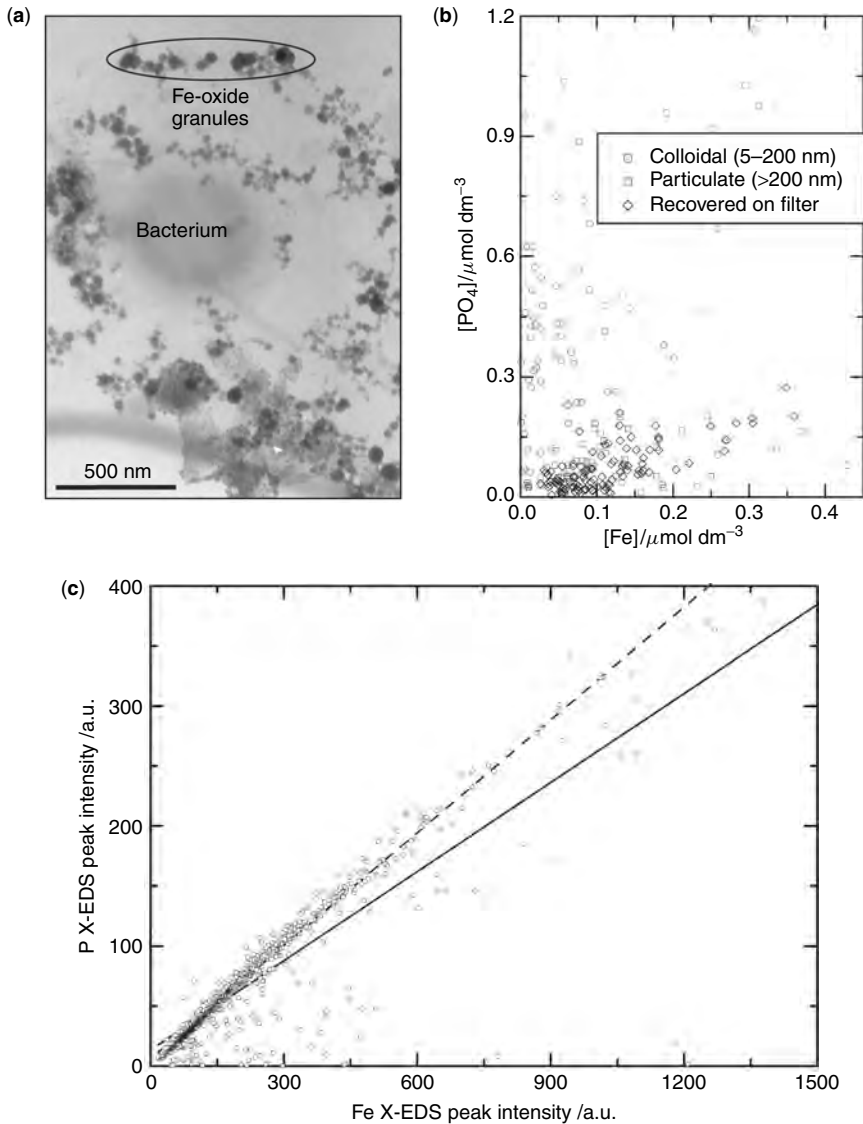 (a)
Fe-oxide
granules
Bacterium
500 nm
(b)
[PO₄]/μmol dm⁻³
1.2
0.9
0.6
0.3
0.0
Colloidal (5–200 nm)
Particulate (>200 nm)
Recovered on filter
0.0 0.1 0.2 0.3 0.4
[Fe]/μmol dm⁻³
(c)
P X-EDS peak intensity /a.u.
400
300
200
100
0
0 300 600 900 1200 1500
Fe X-EDS peak intensity /a.u.